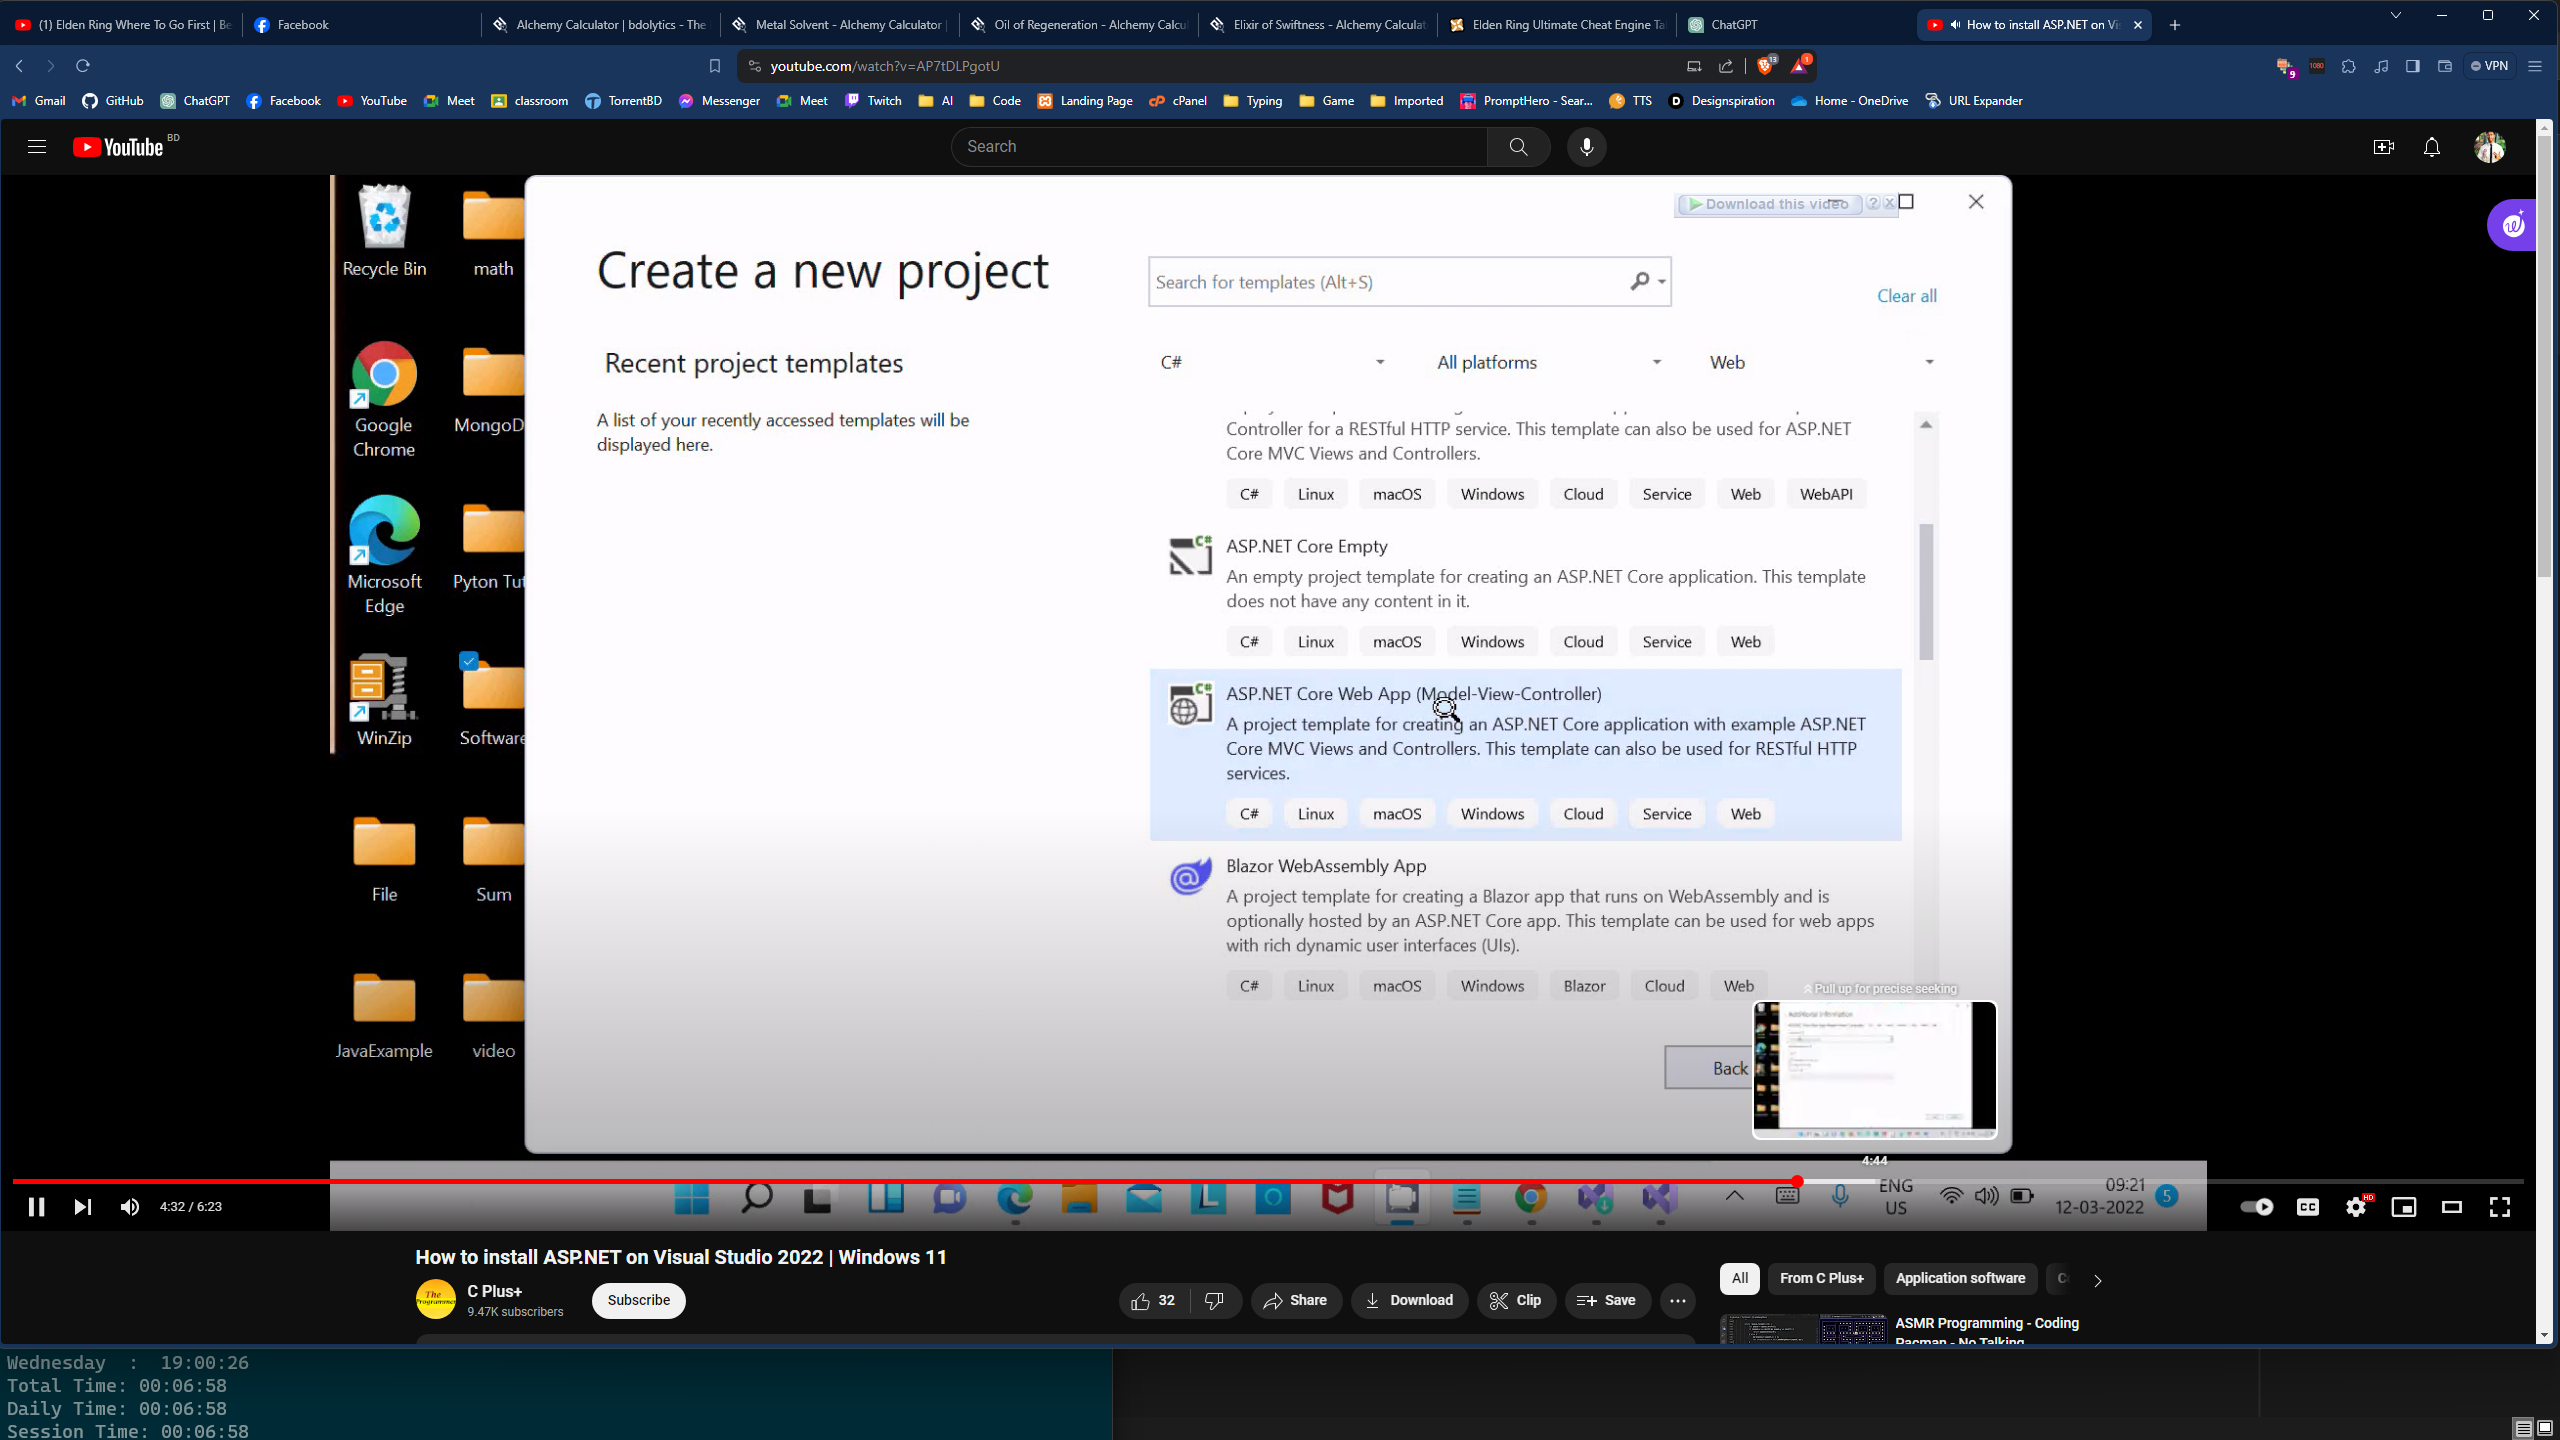 (1) Elden Ring Where To Go First | Be
Facebook
Alchemy Calculator | bdolytics - The
Metal Solvent - Alchemy Calculator
Oil of Regeneration - Alchemy Calcu
Elixir of Swiftness - Alchemy Calculat
Elden Ring Ultimate Cheat Engine Ta
ChatGPT
How to install ASP.NET on Vi
youtube.com/watch?v=AP7tDLPgotU
13
1
9
1080
VPN
Gmail
GitHub
ChatGPT
Facebook
YouTube
Meet
classroom
TorrentBD
Messenger
Meet
Twitch
AI
Code
Landing Page
cPanel
Typing
Game
Imported
PromptHero - Sear...
TTS
Designspiration
Home - OneDrive
URL Expander
YouTube BD
Search
Recycle Bin
math
Google
Chrome
MongoD
Microsoft
Edge
Pyton Tut
WinZip
Software
File
Sum
JavaExample
video
Download this video
?
x
Create a new project
Search for templates (Alt+S)
Clear all
Recent project templates
C#
All platforms
Web
A list of your recently accessed templates will be
displayed here.
Controller for a RESTful HTTP service. This template can also be used for ASP.NET
Core MVC Views and Controllers.
C# Linux macOS Windows Cloud Service Web WebAPI
ASP.NET Core Empty
An empty project template for creating an ASP.NET Core application. This template
does not have any content in it.
C# Linux macOS Windows Cloud Service Web
ASP.NET Core Web App (Model-View-Controller)
A project template for creating an ASP.NET Core application with example ASP.NET
Core MVC Views and Controllers. This template can also be used for RESTful HTTP
services.
C# Linux macOS Windows Cloud Service Web
Blazor WebAssembly App
A project template for creating a Blazor app that runs on WebAssembly and is
optionally hosted by an ASP.NET Core app. This template can be used for web apps
with rich dynamic user interfaces (UIs).
C# Linux macOS Windows Blazor Cloud Web
Pull up for precise seeking
Additional information
Back
4:44
4:32 / 6:23
ENG
US
09:21
12-03-2022
5
CC
HD
How to install ASP.NET on Visual Studio 2022 | Windows 11
The
Programmer
C Plus+
9.47K subscribers
Subscribe
32
Share
Download
Clip
Save
All
From C Plus+
Application software
ASMR Programming - Coding
Pacman - No Talking
Wednesday : 19:00:26
Total Time: 00:06:58
Daily Time: 00:06:58
Session Time: 00:06:58